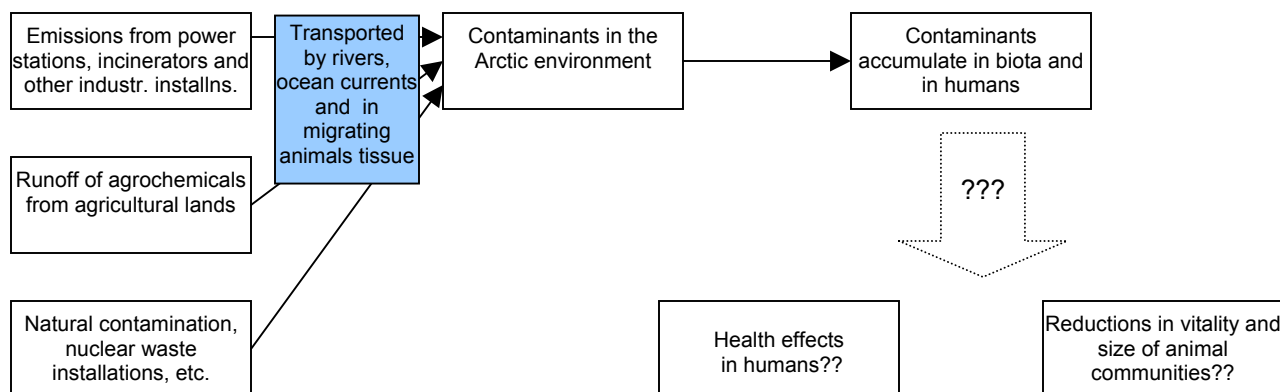 Emissions from power
stations, incinerators and
other industr. installns.
Transported
by rivers,
ocean currents
and in
migrating
animals tissue
Contaminants in the
Arctic environment
Contaminants
accumulate in biota and
in humans
Runoff of agrochemicals
from agricultural lands
???
Natural contamination,
nuclear waste
installations, etc.
Health effects
in humans??
Reductions in vitality and
size of animal
communities??